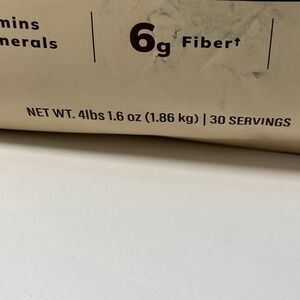 mins
nerals
6g Fiber†
NET WT. 4lbs 1.6 oz (1.86 kg) | 30 SERVINGS